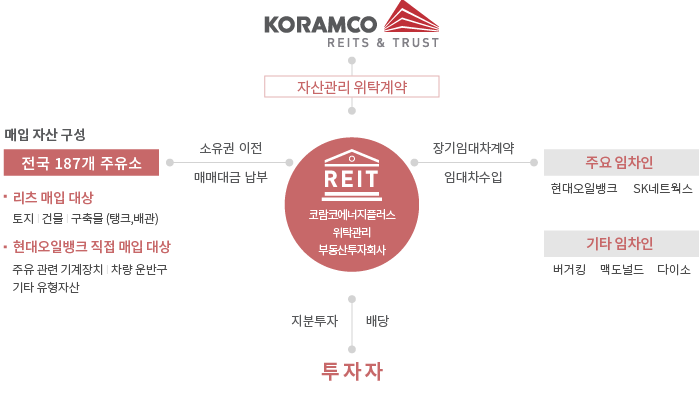 KORAMCO
REITS & TRUST
자산관리 위탁계약
매입 자산 구성
전국 187개 주유소
리츠 매입 대상
토지 | 건물 | 구축물 (탱크,배관)
현대오일뱅크 직접 매입 대상
주유 관련 기계장치 | 차량 운반구
기타 유형자산
소유권 이전
매매대금 납부
REIT
코람코에너지플러스
위탁관리
부동산투자회사
장기임대차계약
임대차수입
주요 임차인
현대오일뱅크 SK네트웍스
기타 임차인
버거킹 맥도널드 다이소
지분투자 배당
투자자